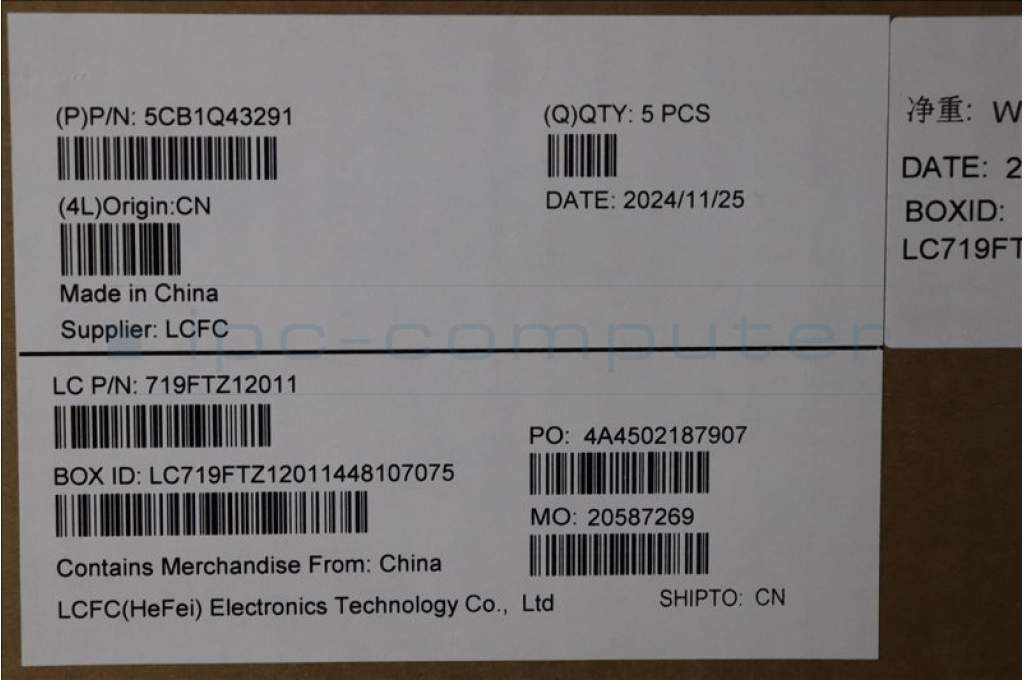 (P)P/N: 5CB1Q43291
(Q)QTY: 5 PCS
(4L)Origin:CN
DATE: 2024/11/25
Made in China
Supplier: LCFC
ipc-computer
LC P/N: 719FTZ12011
PO: 4A4502187907
BOX ID: LC719FTZ12011448107075
MO: 20587269
Contains Merchandise From: China
LCFC(HeFei) Electronics Technology Co., Ltd
SHIPTO: CN
净重: W
DATE: 2
BOXID:
LC719FT